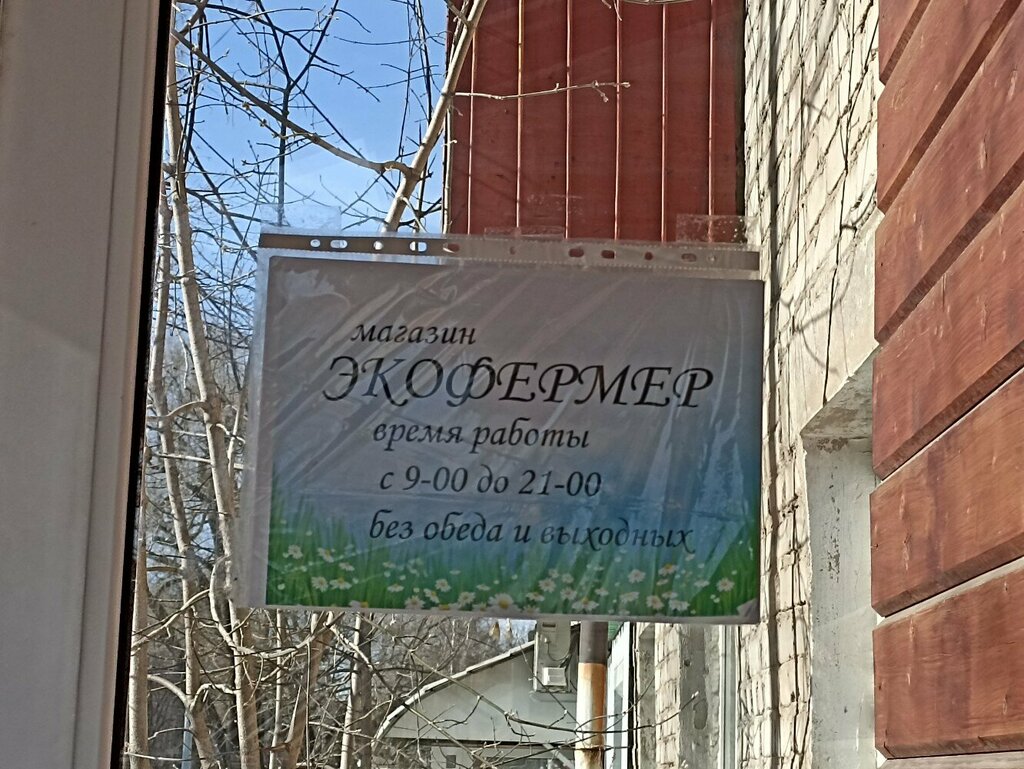 магазин
ЭКОФЕРМЕР
время работы
с 9-00 до 21-00
без обеда и выходных